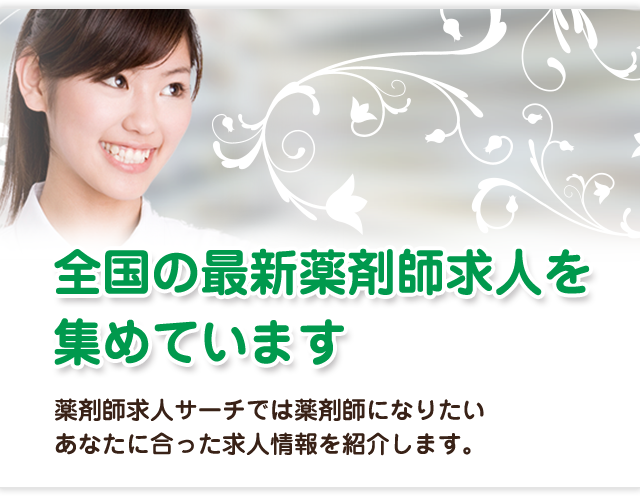 全国の最新薬剤師求人を
集めています
薬剤師求人サーチでは薬剤師になりたい
あなたに合った求人情報を紹介します。